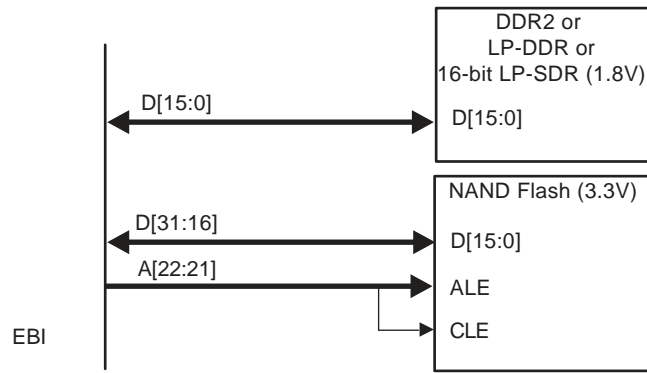 DDR2 or
LP-DDR or
16-bit LP-SDR (1.8V)
D[15:0]
D[15:0]
NAND Flash (3.3V)
D[31:16]
D[15:0]
A[22:21]
ALE
CLE
EBI